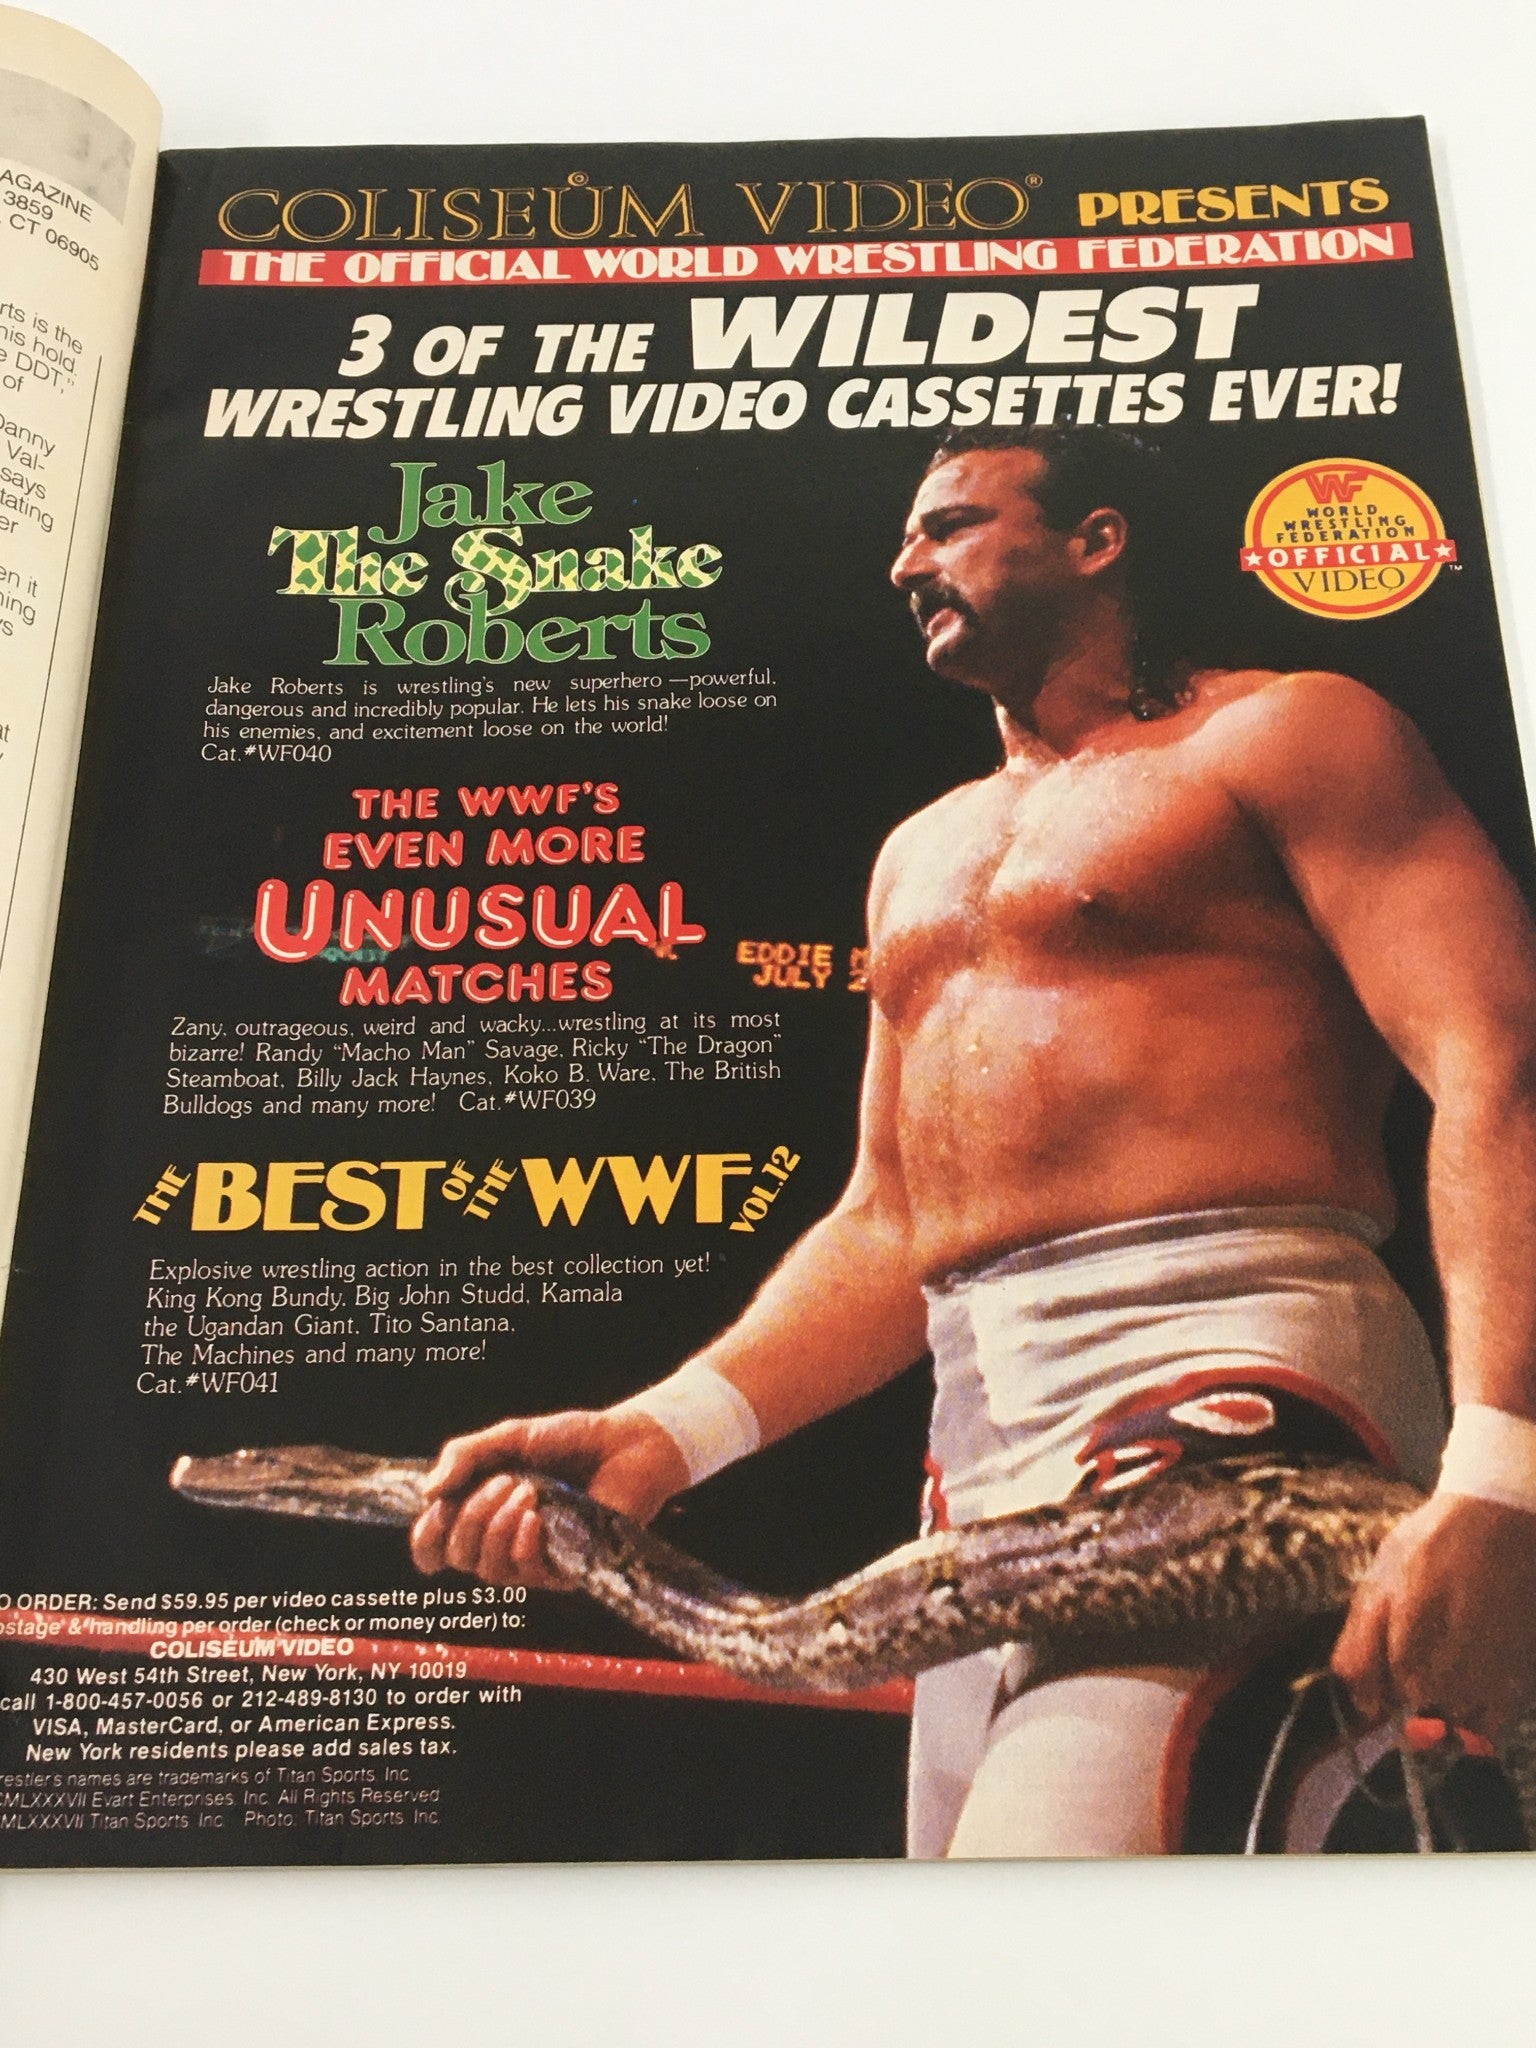 AGAZINE
3859
CT 06905
rts is the
his hold.
DDT,"
of
Danny
Val-
says
tating
er
en it
COLISEUM VIDEO® PRESENTS
THE OFFICIAL WORLD WRESTLING FEDERATION
3 OF THE WILDEST
WRESTLING VIDEO CASSETTES EVER!
WF
WORLD
WRESTLING
FEDERATION
★OFFICIAL★™
VIDEO
Jake
The Snake
Roberts
Jake Roberts is wrestling's new superhero—powerful,
dangerous and incredibly popular. He lets his snake loose on
his enemies, and excitement loose on the world!
Cat.#WF040
THE WWF'S
EVEN MORE
UNUSUAL
MATCHES
EDDIE M
JULY 2
Zany, outrageous, weird and wacky...wrestling at its most
bizarre! Randy "Macho Man" Savage, Ricky "The Dragon"
Steamboat, Billy Jack Haynes, Koko B. Ware, The British
Bulldogs and many more! Cat.#WF039
THE BEST OF THE WWF VOL.12
Explosive wrestling action in the best collection yet!
King Kong Bundy, Big John Studd, Kamala
the Ugandan Giant, Tito Santana,
The Machines and many more!
Cat.#WF041
O ORDER: Send $59.95 per video cassette plus $3.00
ostage & handling per order (check or money order) to:
COLISEUM VIDEO
430 West 54th Street, New York, NY 10019
call 1-800-457-0056 or 212-489-8130 to order with
VISA, MasterCard, or American Express.
New York residents please add sales tax.
restler's names are trademarks of Titan Sports, Inc.
CMLXXXVII Evart Enterprises, Inc. All Rights Reserved
MLXXXVII Titan Sports, Inc. Photo: Titan Sports, Inc.